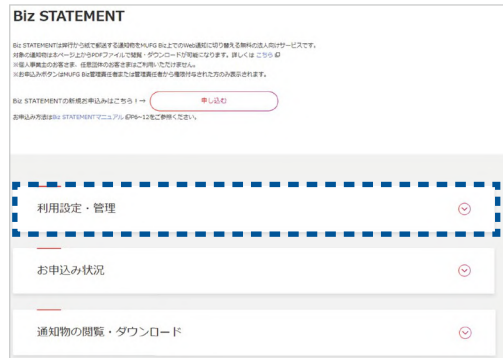 Biz STATEMENT
Biz STATEMENTは弊行から紙で郵送する通知物をMUFG Biz上でのWeb通知に切り替える無料の法人向けサービスです。
対象の通知物は本ページ上からPDFファイルで閲覧・ダウンロードが可能になります。詳しくは こちら
※個人事業主のお客さま、任意団体のお客さまはご利用いただけません。
※お申込みボタンはMUFG Biz管理責任者または管理責任者から権限付与された方のみ表示されます。
Biz STATEMENTの新規お申込みはこちら！→ 申し込む
お申込み方法はBiz STATEMENTマニュアル P6~12をご参照ください。
利用設定・管理
お申込み状況
通知物の閲覧・ダウンロード